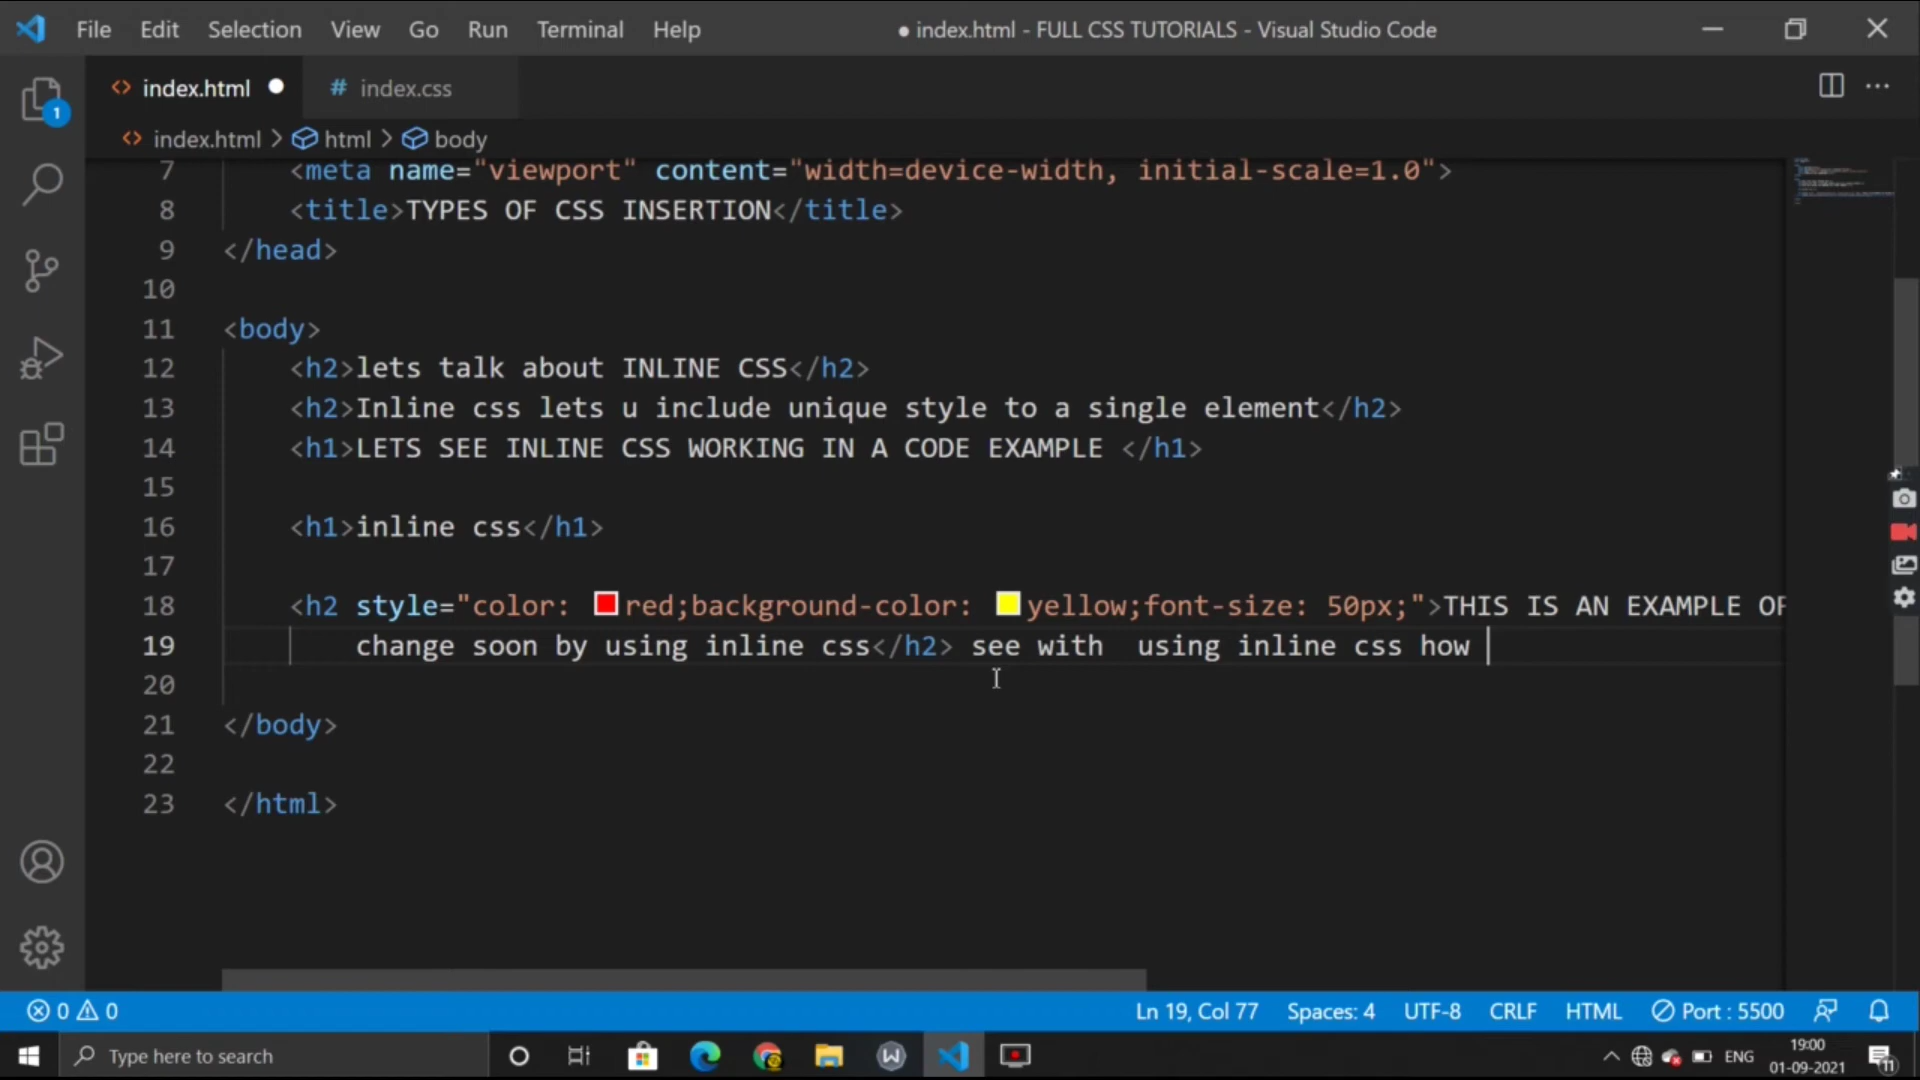 File Edit Selection View Go Run Terminal Help ● index.html - FULL CSS TUTORIALS - Visual Studio Code
index.html # index.css
1
index.html > html > body
7 <meta name="viewport" content="width=device-width, initial-scale=1.0">
8 <title>TYPES OF CSS INSERTION</title>
9 </head>
10
11 <body>
12 <h2>lets talk about INLINE CSS</h2>
13 <h2>Inline css lets u include unique style to a single element</h2>
14 <h1>LETS SEE INLINE CSS WORKING IN A CODE EXAMPLE </h1>
15
16 <h1>inline css</h1>
17
18 <h2 style="color: red;background-color: yellow;font-size: 50px;">THIS IS AN EXAMPLE OF
19 change soon by using inline css</h2> see with  using inline css how
20
21 </body>
22
23 </html>
0 0 Ln 19, Col 77 Spaces: 4 UTF-8 CRLF HTML Port : 5500
Type here to search ENG 19:00
01-09-2021 11